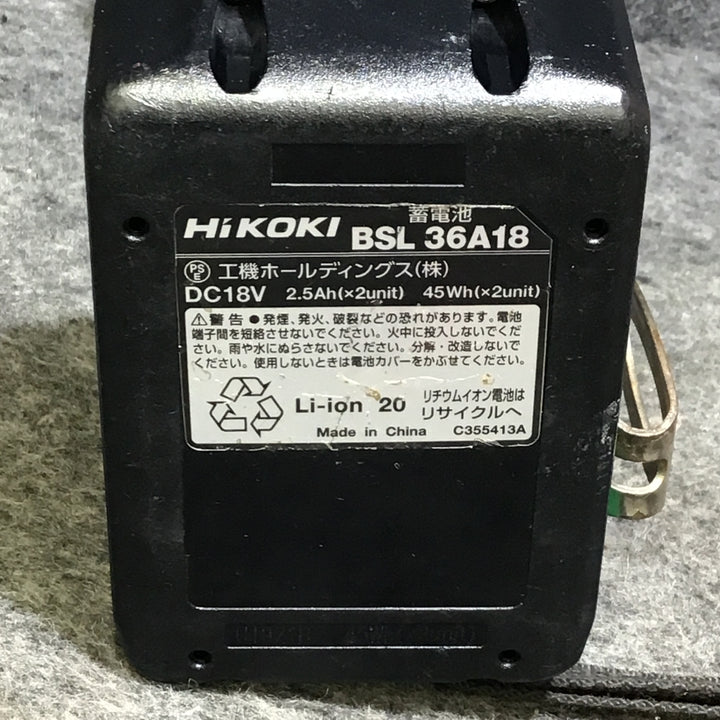 HiKOKI 蓄電池
BSL 36A18
PS E 工機ホールディングス(株)
DC18V 2.5Ah(×2unit) 45Wh(×2unit)
⚠警告 ●発煙、発火、破裂などの恐れがあります。電池
端子間を短絡させないでください。火中に投入しないでくだ
さい。雨や水にぬらさないでください。分解・改造しないで
ください。使用しないときは電池カバーをかぶせてください。
Li-ion 20 リチウムイオン電池は
リサイクルへ
Made in China C355413A